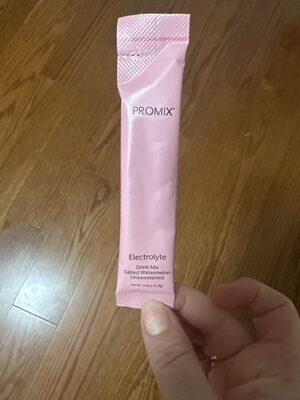 PROMIX
Electrolyte
Drink Mix
Salted Watermelon
Unsweetened